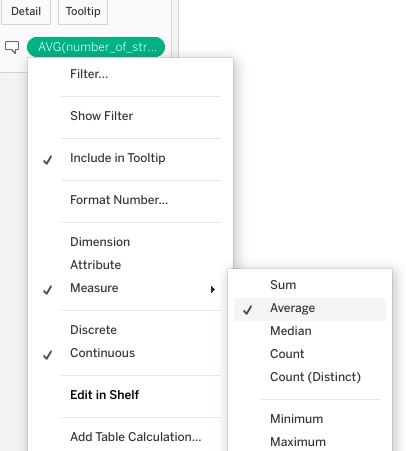 Detail
Tooltip
AVG(number_of_str...
Filter...
Show Filter
Include in Tooltip
Format Number...
Dimension
Attribute
Measure
Discrete
Continuous
Edit in Shelf
Add Table Calculation...
Sum
Average
Median
Count
Count (Distinct)
Minimum
Maximum